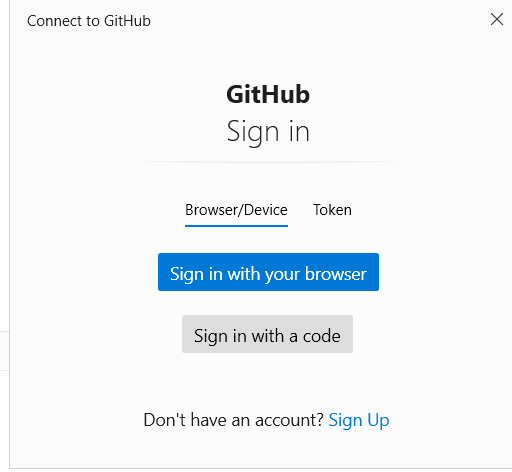 Connect to GitHub
GitHub
Sign in
Browser/Device Token
Sign in with your browser
Sign in with a code
Don't have an account? Sign Up